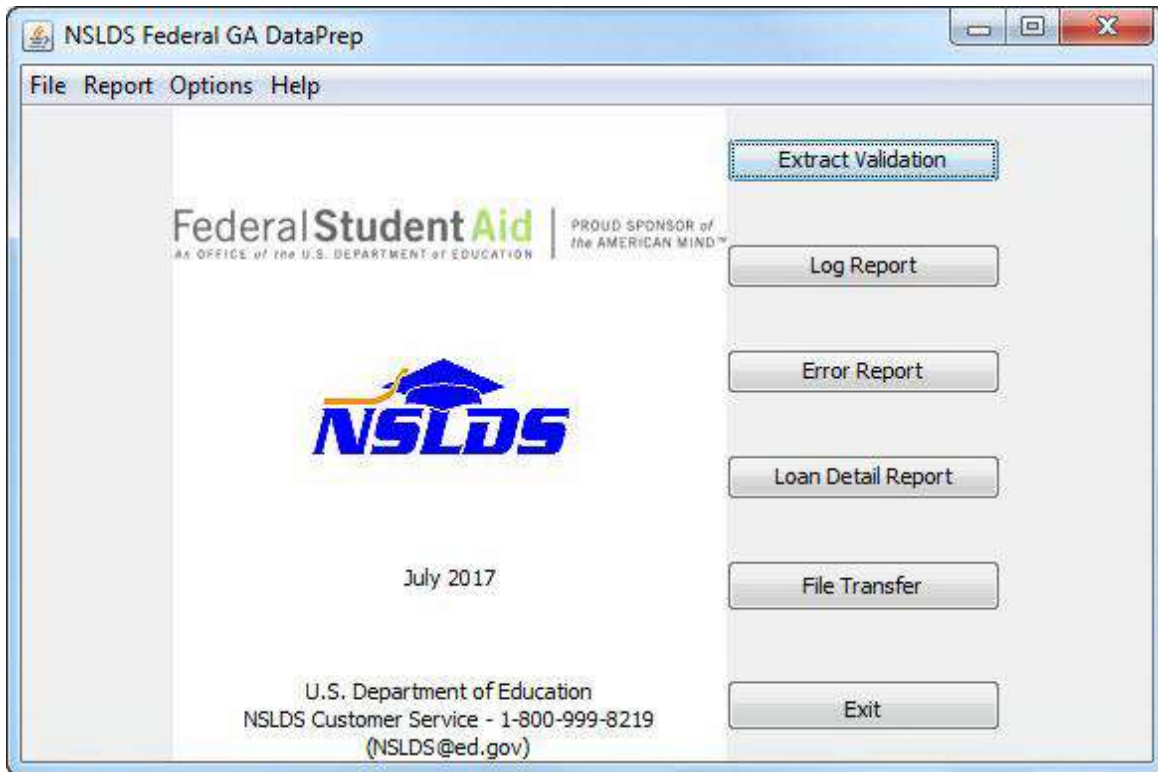 NSLDS Federal GA DataPrep
File Report Options Help
Extract Validation
Federal Student Aid
An OFFICE of the U.S. DEPARTMENT of EDUCATION
PROUD SPONSOR of
the AMERICAN MIND™
Log Report
Error Report
NSLDS
Loan Detail Report
July 2017
File Transfer
U.S. Department of Education
NSLDS Customer Service - 1-800-999-8219
(NSLDS@ed.gov)
Exit